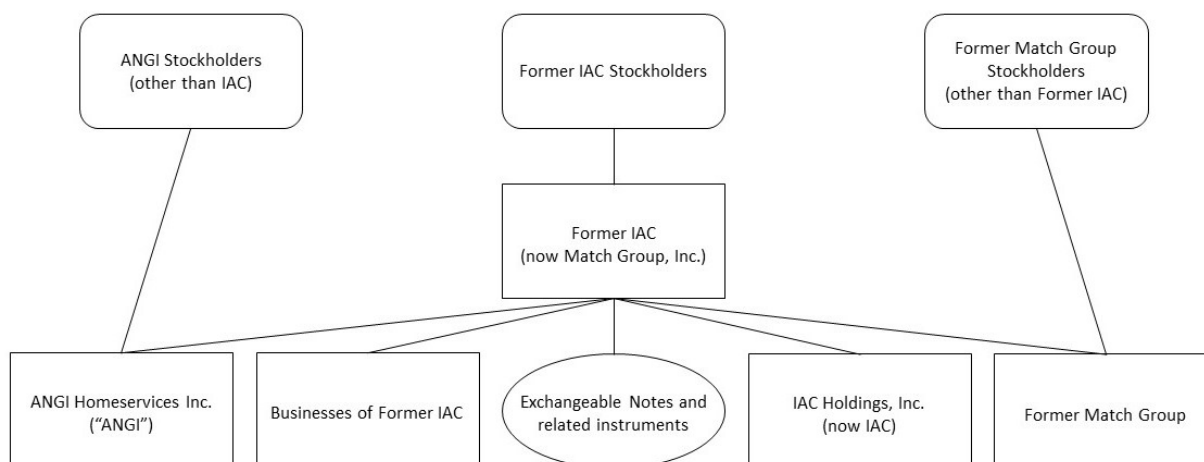 ANGI Stockholders
(other than IAC)
Former IAC Stockholders
Former Match Group
Stockholders
(other than Former IAC)
Former IAC
(now Match Group, Inc.)
ANGI Homeservices Inc.
(“ANGI”)
Businesses of Former IAC
Exchangeable Notes and
related instruments
IAC Holdings, Inc.
(now IAC)
Former Match Group